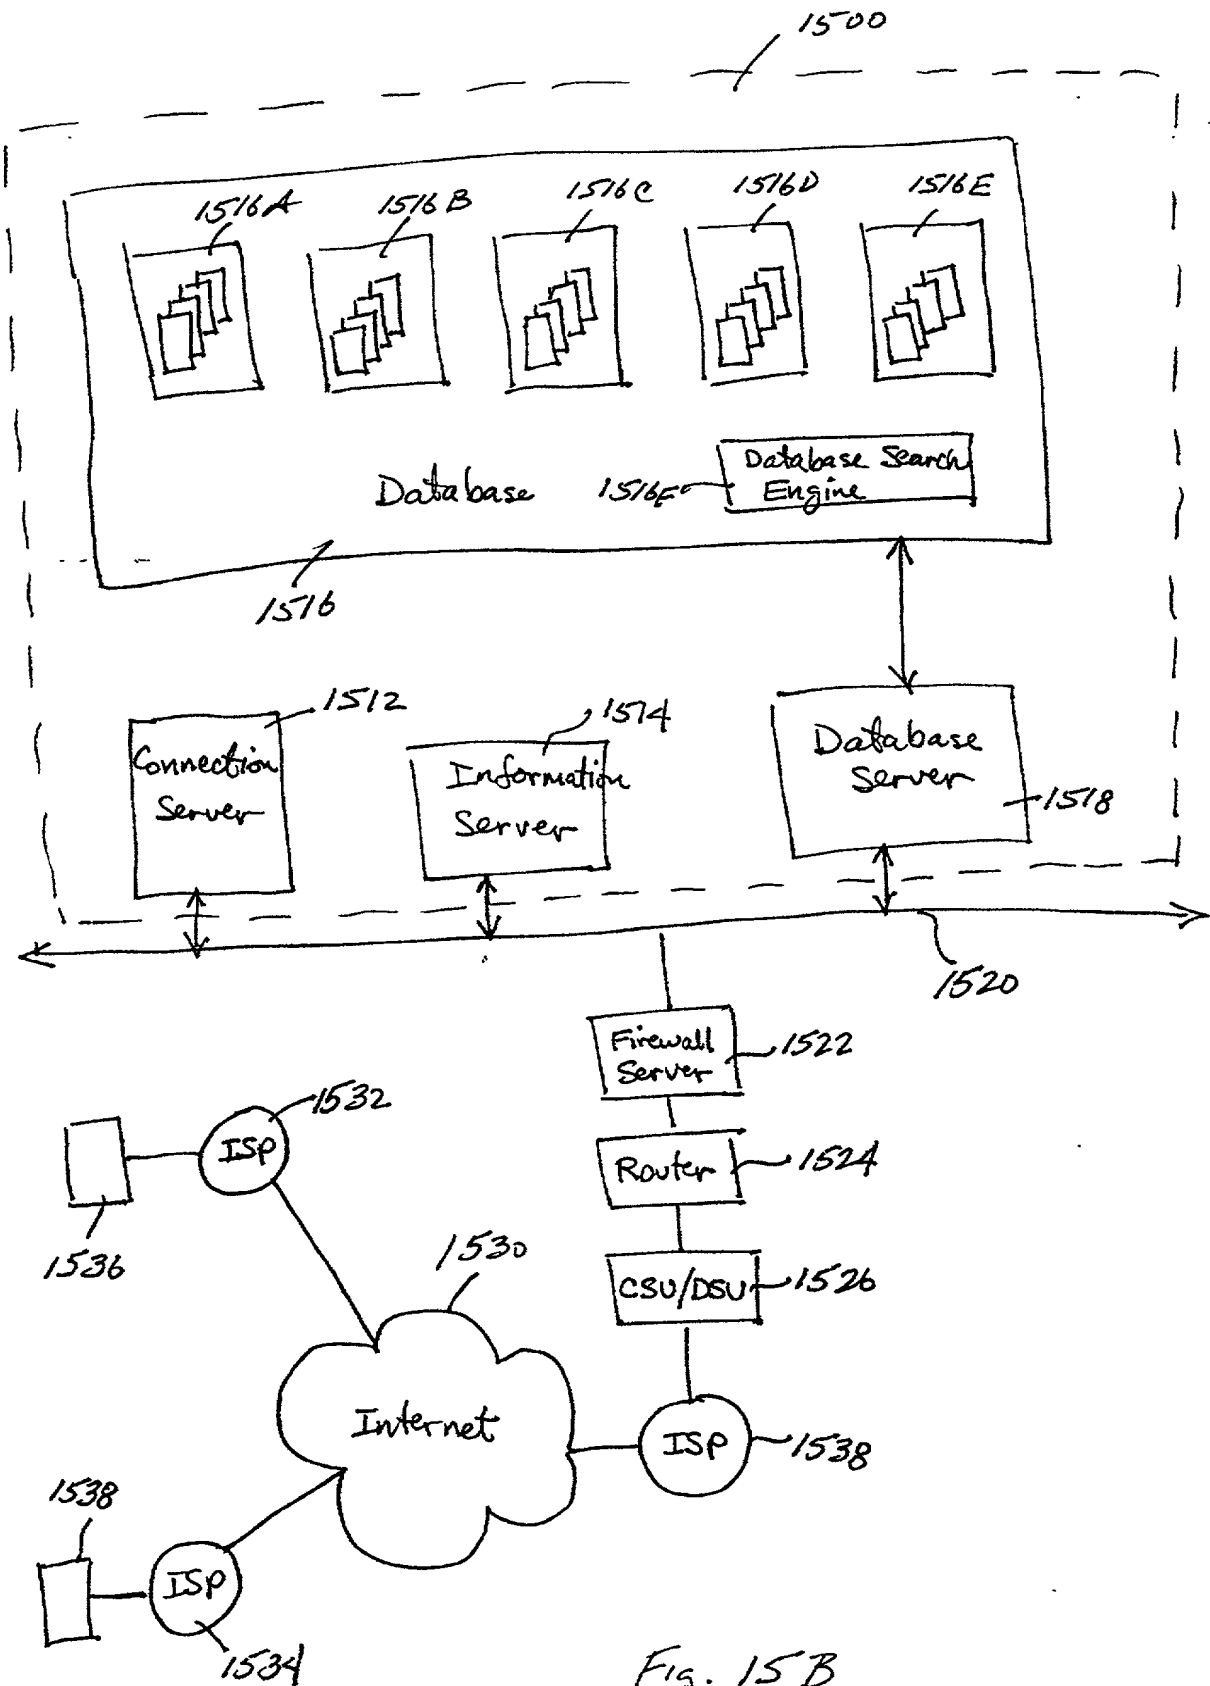 1500
1516A
1516B
1516C
1516D
1516E
Database
1516F
Database Search
Engine
1516
1512
Connection
Server
1514
Information
Server
Database
Server
1518
1520
Firewall
Server
1522
1532
ISP
1536
Router
1524
1530
CSU/DSU
1526
Internet
ISP
1538
1538
ISP
1534
Fig. 15B